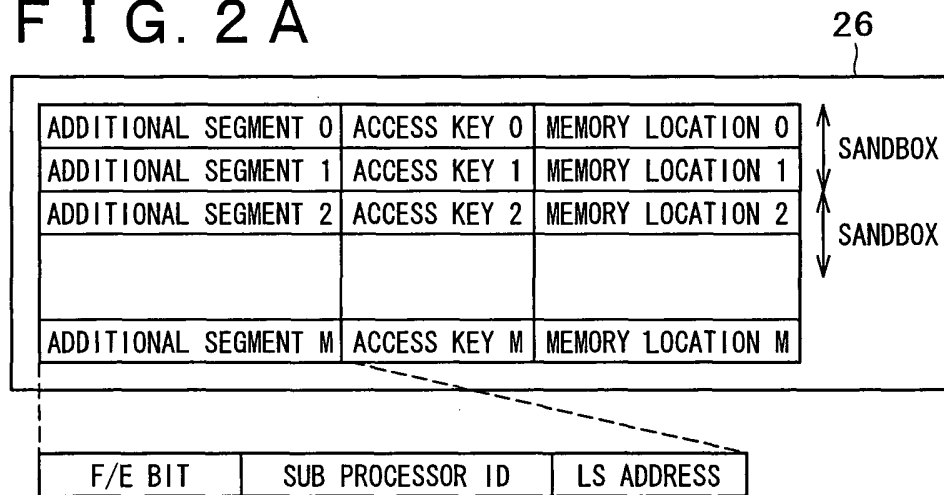 FIG. 2A
26
ADDITIONAL SEGMENT 0 ACCESS KEY 0 MEMORY LOCATION 0
SANDBOX
ADDITIONAL SEGMENT 1 ACCESS KEY 1 MEMORY LOCATION 1
ADDITIONAL SEGMENT 2 ACCESS KEY 2 MEMORY LOCATION 2
SANDBOX
ADDITIONAL SEGMENT M ACCESS KEY M MEMORY LOCATION M
F/E BIT SUB PROCESSOR ID LS ADDRESS